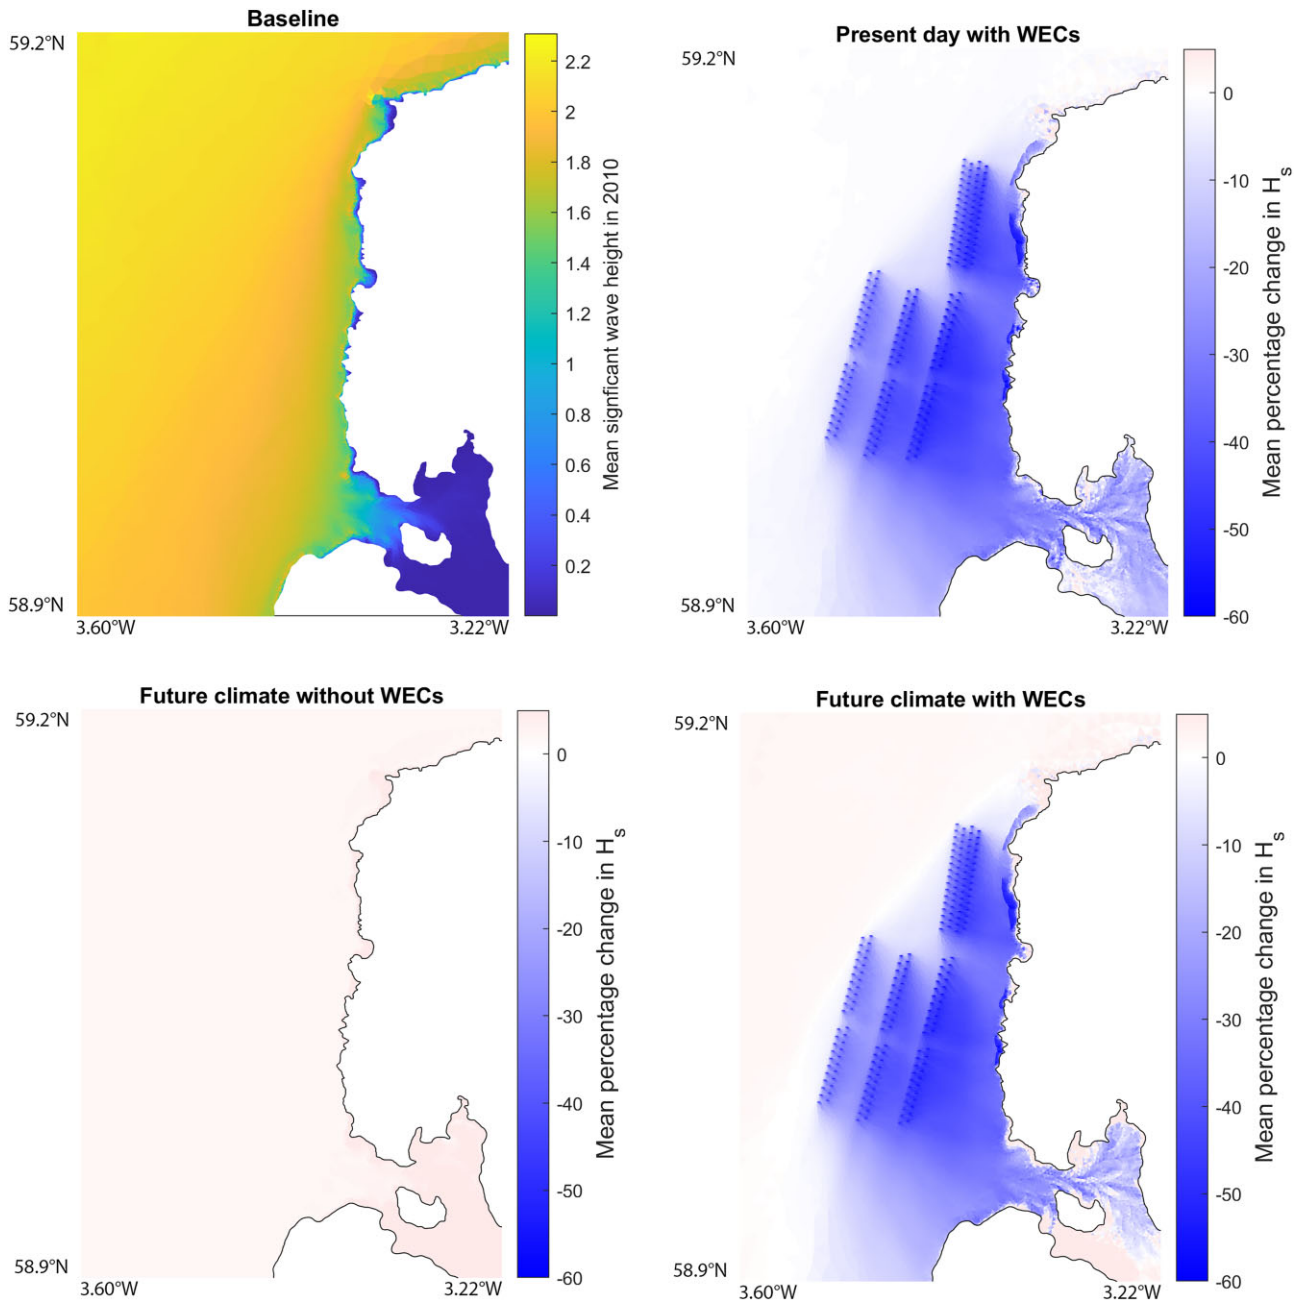 Baseline
59.2°N
58.9°N
3.60°W
3.22°W
2.2
2
1.8
1.6
1.4
1.2
1
0.8
0.6
0.4
0.2
Mean signficant wave height in 2010
Present day with WECs
59.2°N
58.9°N
3.60°W
3.22°W
0
-10
-20
-30
-40
-50
-60
Mean percentage change in Hs
Future climate without WECs
59.2°N
58.9°N
3.60°W
3.22°W
0
-10
-20
-30
-40
-50
-60
Mean percentage change in Hs
Future climate with WECs
59.2°N
58.9°N
3.60°W
3.22°W
0
-10
-20
-30
-40
-50
-60
Mean percentage change in Hs